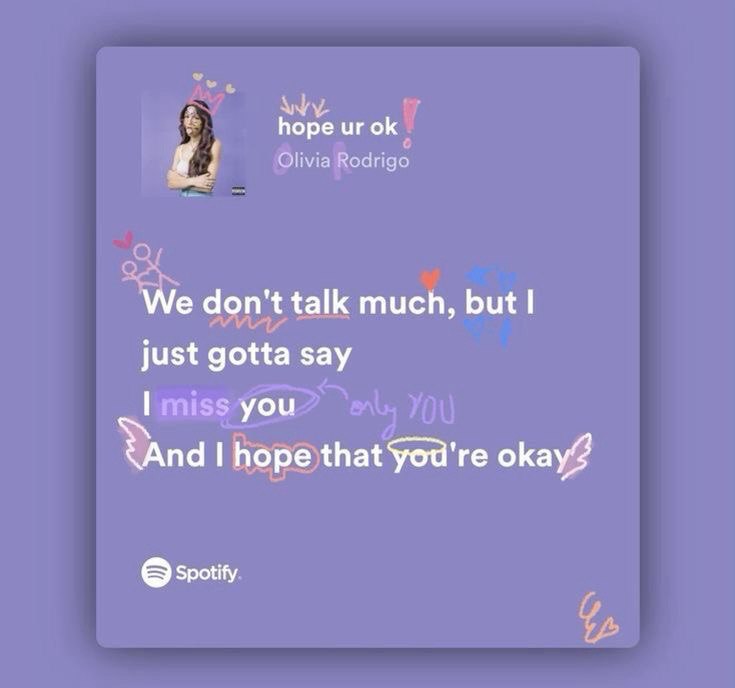 hope ur ok!
Olivia Rodrigo
We don't talk much, but I
just gotta say
I miss you
only YOU
And I hope that you're okay
Spotify